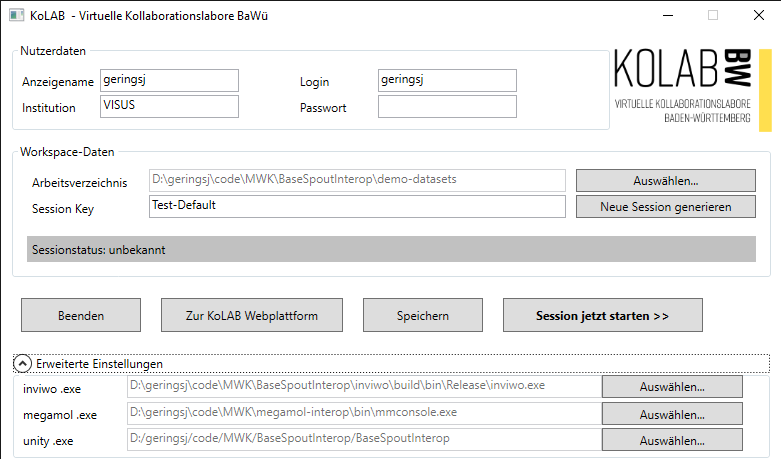 KoLAB - Virtuelle Kollaborationslabore BaWü
Nutzerdaten
Anzeigename geringsj Login geringsj
Institution VISUS Passwort
KOLAB BW
VIRTUELLE KOLLABORATIONSLABORE
BADEN-WÜRTTEMBERG
Workspace-Daten
Arbeitsverzeichnis D:\geringsj\code\MWK\BaseSpoutInterop\demo-datasets Auswählen...
Session Key Test-Default Neue Session generieren
Sessionstatus: unbekannt
Beenden Zur KoLAB Webplattform Speichern Session jetzt starten >>
Erweiterte Einstellungen
inviwo .exe D:\geringsj\code\MWK\BaseSpoutInterop\inviwo\build\bin\Release\inviwo.exe Auswählen...
megamol .exe D:\geringsj\code\MWK\megamol-interop\bin\mmconsole.exe Auswählen...
unity .exe D:/geringsj/code/MWK/BaseSpoutInterop/BaseSpoutInterop Auswählen...